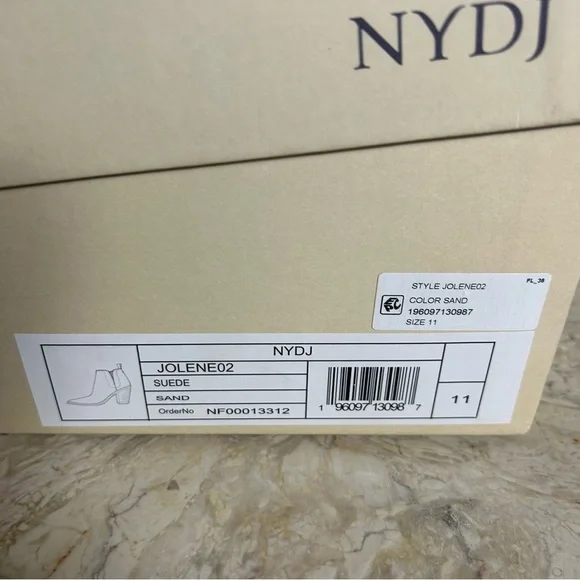 NYDJ
STYLE JOLENE02
FL_38
COLOR SAND
196097130987
SIZE 11
NYDJ
JOLENE02
SUEDE
SAND
OrderNo NF00013312
1 96097 13098 7
11